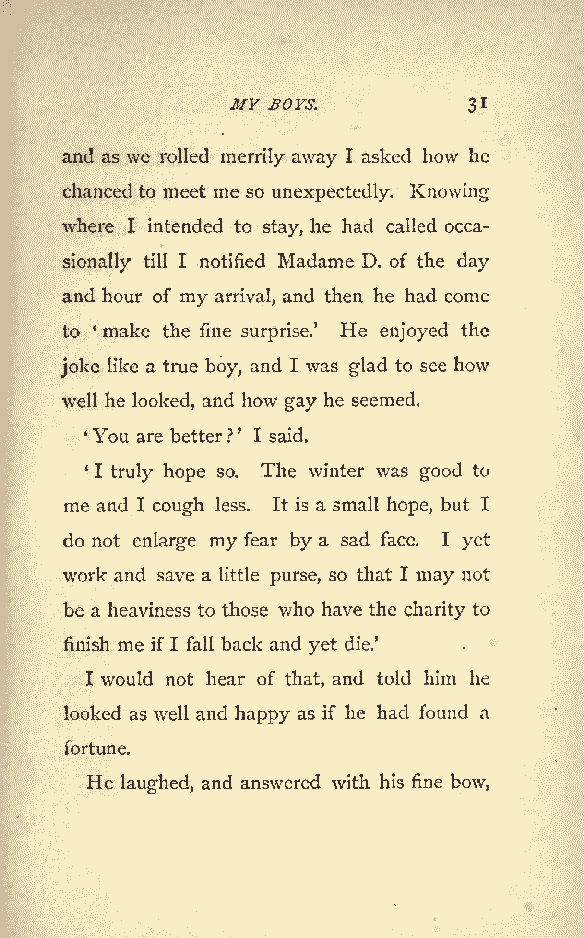 MY BOYS. 31
and as we rolled merrily away I asked how he
chanced to meet me so unexpectedly. Knowing
where I intended to stay, he had called occa-
sionally till I notified Madame D. of the day
and hour of my arrival, and then he had come
to ‘make the fine surprise.’ He enjoyed the
joke like a true boy, and I was glad to see how
well he looked, and how gay he seemed.
‘You are better?’ I said.
‘I truly hope so. The winter was good to
me and I cough less. It is a small hope, but I
do not enlarge my fear by a sad face. I yet
work and save a little purse, so that I may not
be a heaviness to those who have the charity to
finish me if I fall back and yet die.’
I would not hear of that, and told him he
looked as well and happy as if he had found a
fortune.
He laughed, and answered with his fine bow,